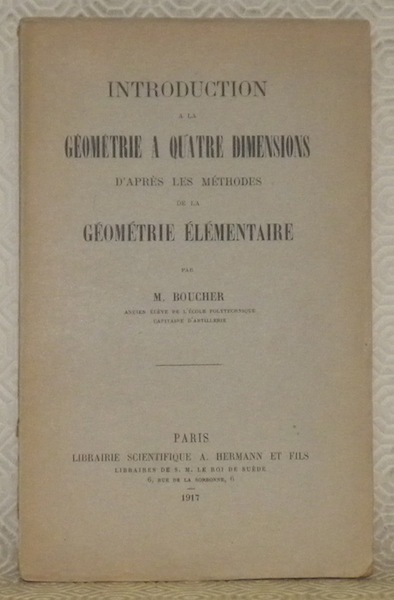 INTRODUCTION
A LA
GÉOMÉTRIE A QUATRE DIMENSIONS
D'APRÈS LES MÉTHODES
DE LA
GÉOMÉTRIE ÉLÉMENTAIRE
PAR
M. BOUCHER
ANCIEN ÉLÈVE DE L'ÉCOLE POLYTECHNIQUE
CAPITAINE D'ARTILLERIE
PARIS
LIBRAIRIE SCIENTIFIQUE A. HERMANN ET FILS
LIBRAIRES DE S. M. LE ROI DE SUÈDE
6, RUE DE LA SORBONNE, 6
1917